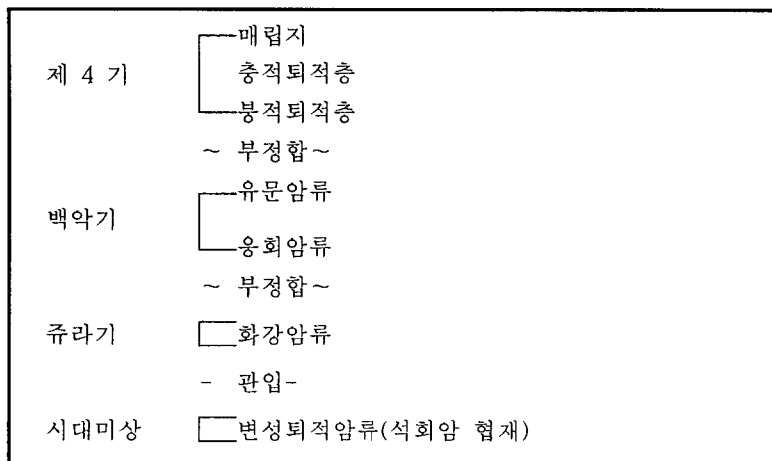 매립지
제 4 기 충적퇴적층
붕적퇴적층
~ 부정합~
유문암류
백악기
응회암류
~ 부정합~
쥬라기 화강암류
- 관입-
시대미상 변성퇴적암류(석회암 협재)